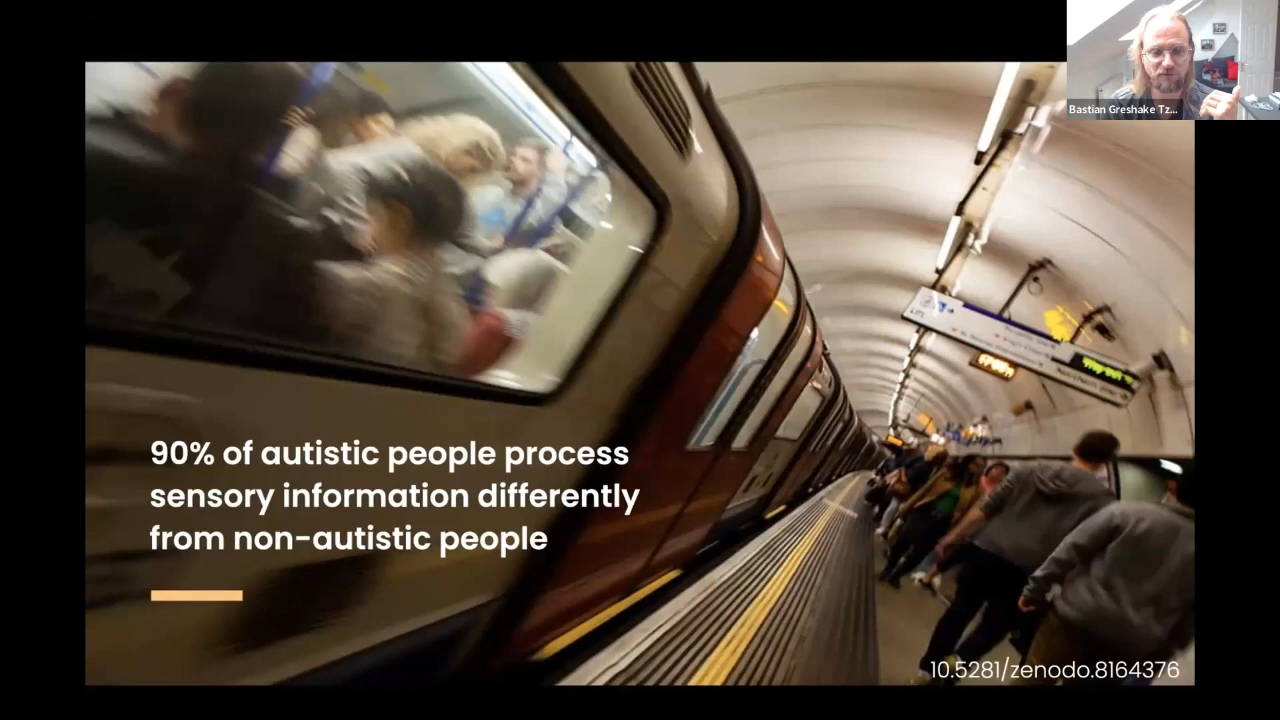 Bastian Greshake Tz...
90% of autistic people process
sensory information differently
from non-autistic people
10.5281/zenodo.8164376